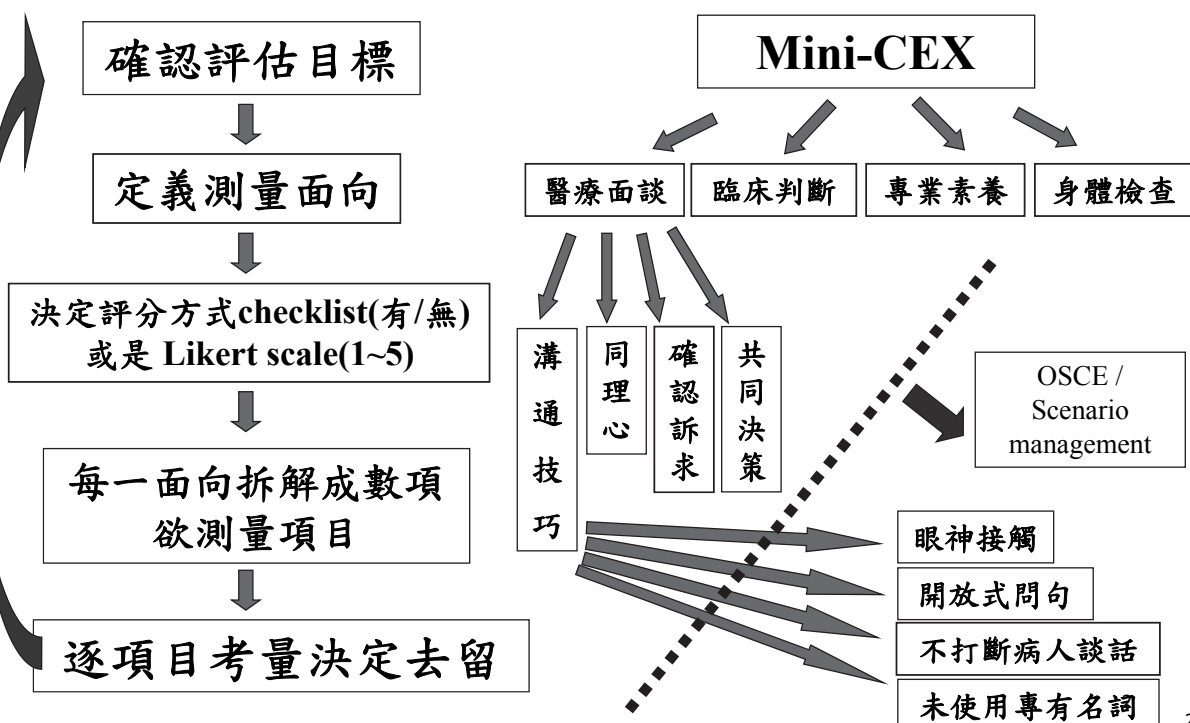 確認評估目標
定義測量面向
決定評分方式checklist(有/無)
或是 Likert scale(1~5)
每一面向拆解成數項
欲測量項目
逐項目考量決定去留
Mini-CEX
醫療面談
臨床判斷
專業素養
身體檢查
溝通技巧
同理心
確認訴求
共同決策
OSCE /
Scenario
management
眼神接觸
開放式問句
不打斷病人談話
未使用專有名詞